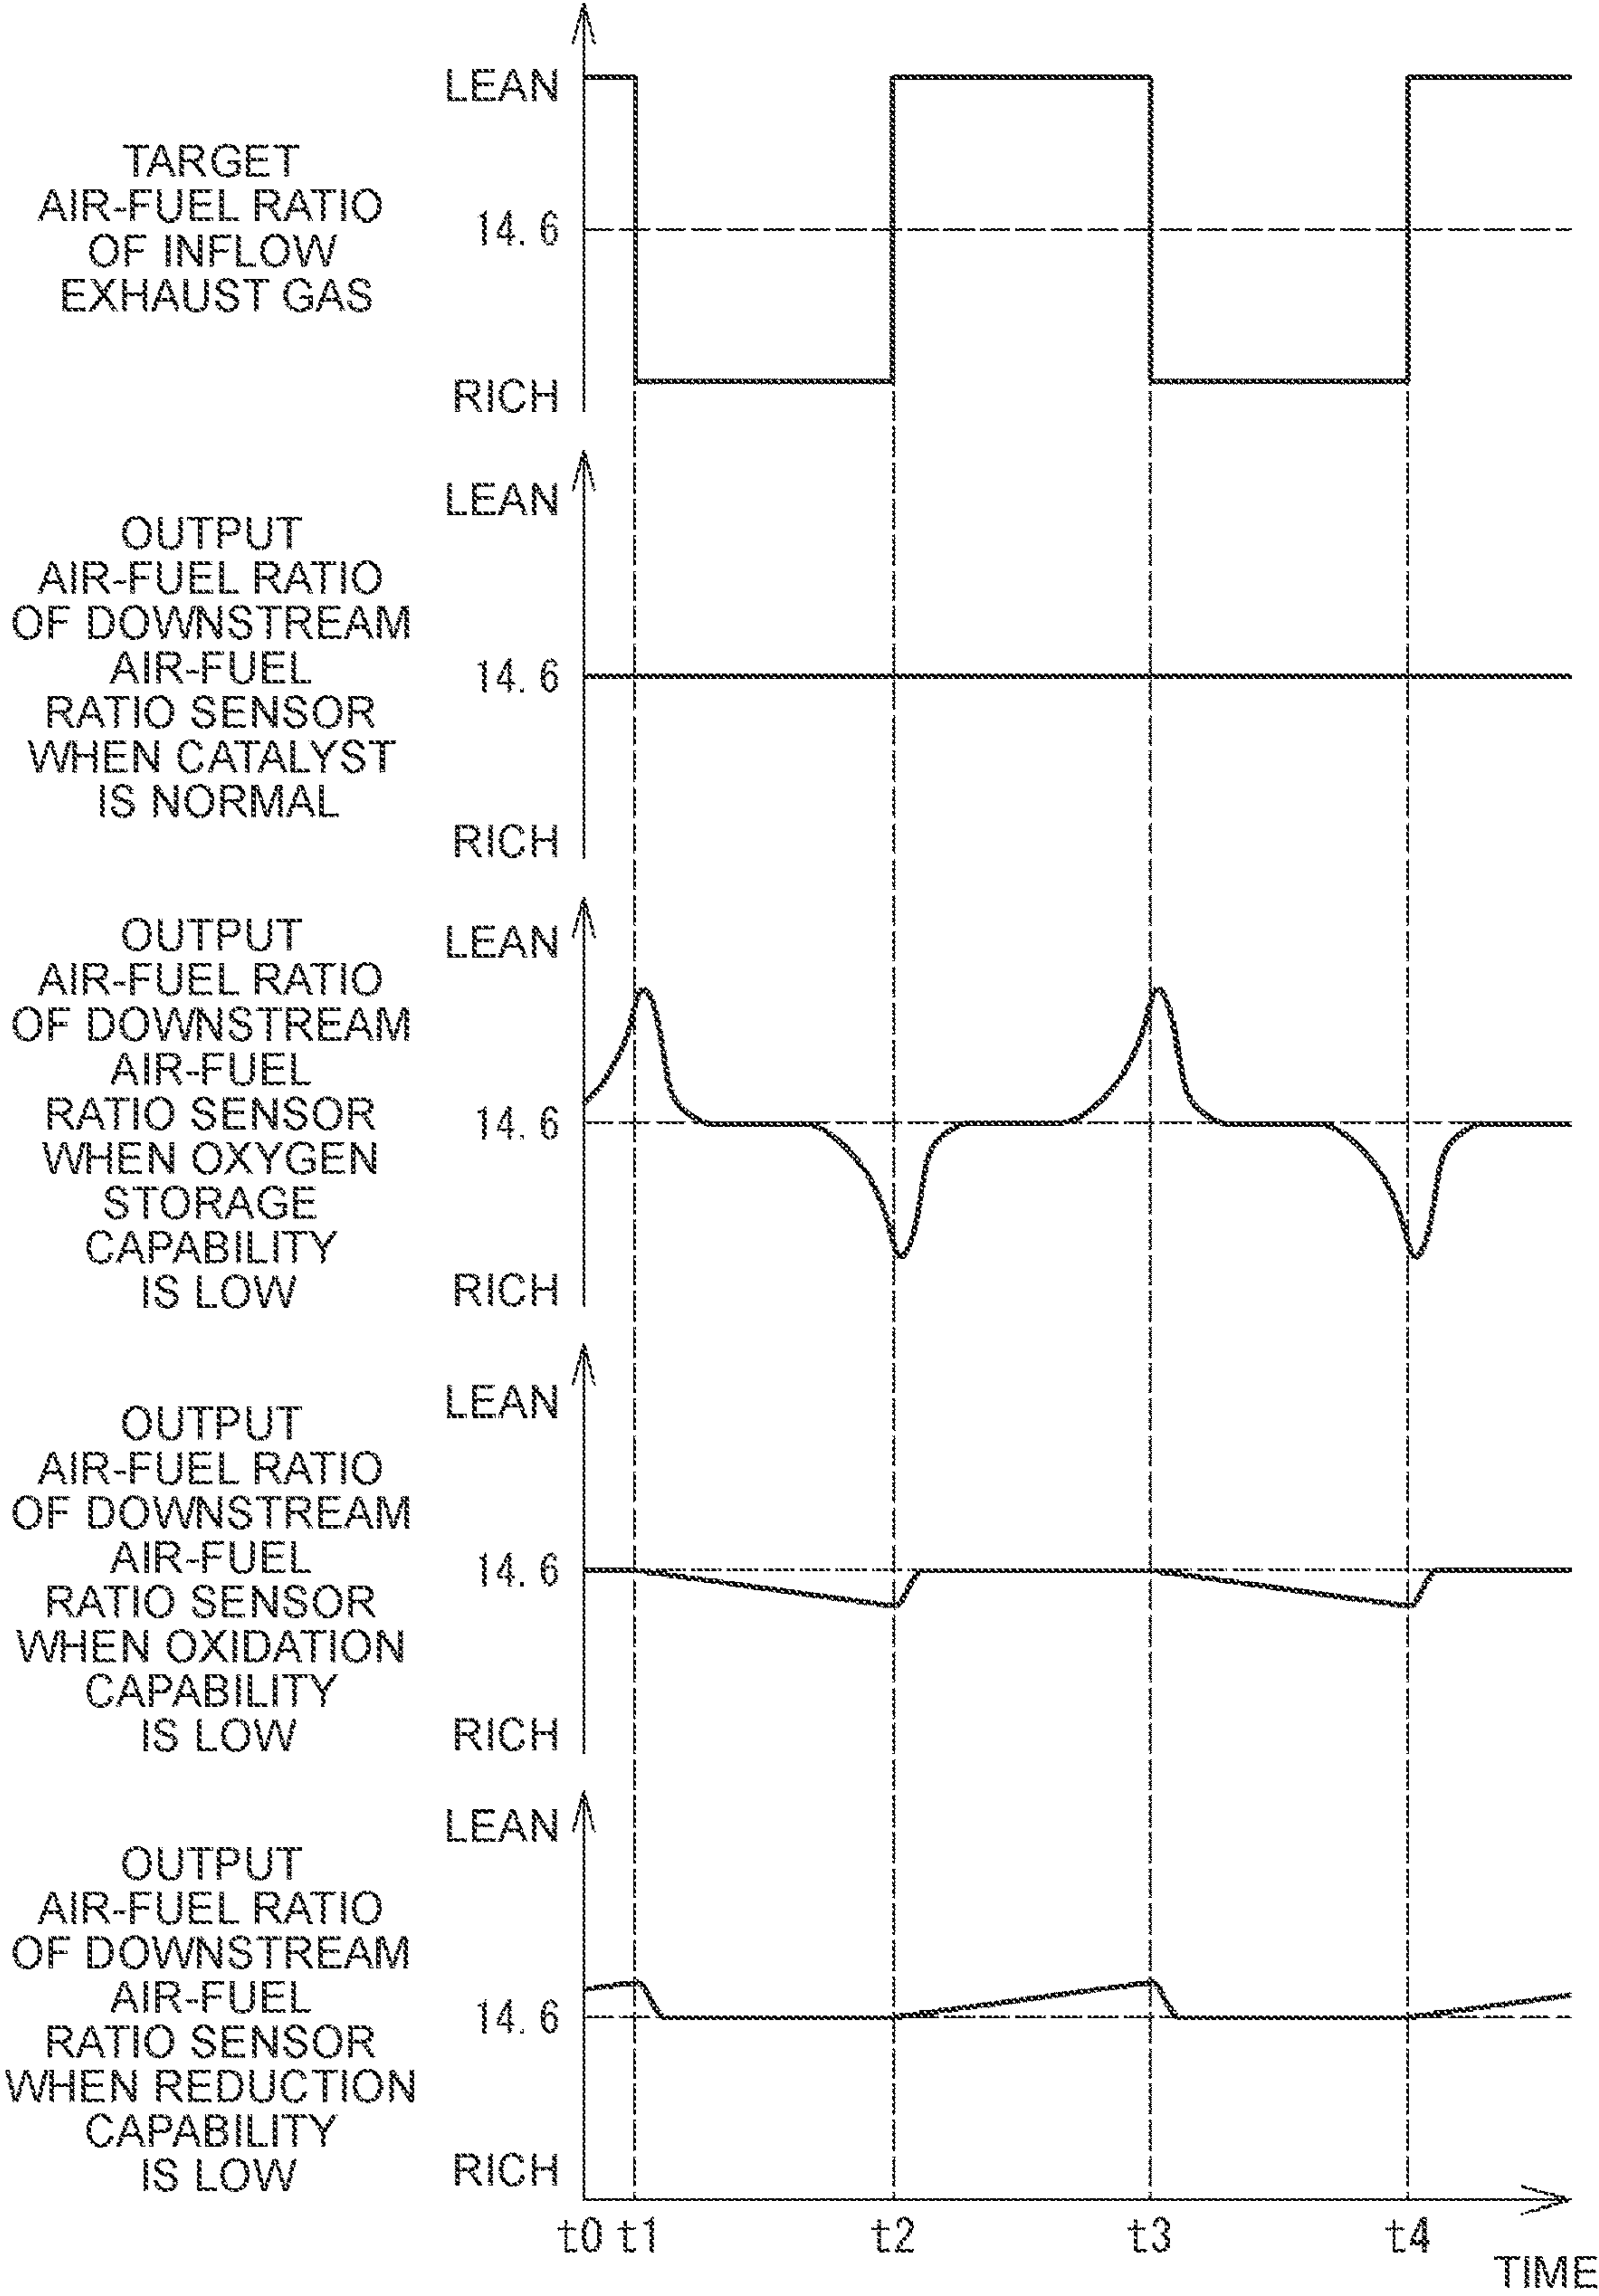 TARGET
AIR-FUEL RATIO
OF INFLOW
EXHAUST GAS
LEAN
14. 6
RICH
OUTPUT
AIR-FUEL RATIO
OF DOWNSTREAM
AIR-FUEL
RATIO SENSOR
WHEN CATALYST
IS NORMAL
LEAN
14. 6
RICH
OUTPUT
AIR-FUEL RATIO
OF DOWNSTREAM
AIR-FUEL
RATIO SENSOR
WHEN OXYGEN
STORAGE
CAPABILITY
IS LOW
LEAN
14. 6
RICH
OUTPUT
AIR-FUEL RATIO
OF DOWNSTREAM
AIR-FUEL
RATIO SENSOR
WHEN OXIDATION
CAPABILITY
IS LOW
LEAN
14. 6
RICH
OUTPUT
AIR-FUEL RATIO
OF DOWNSTREAM
AIR-FUEL
RATIO SENSOR
WHEN REDUCTION
CAPABILITY
IS LOW
LEAN
14. 6
RICH
t0 t1 t2 t3 t4
TIME